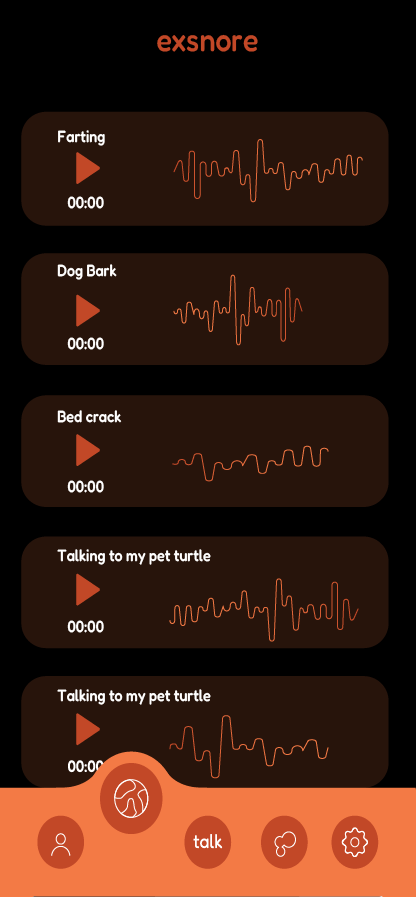 exsnore
Farting
00:00
Dog Bark
00:00
Bed crack
00:00
Talking to my pet turtle
00:00
Talking to my pet turtle
00:00
talk